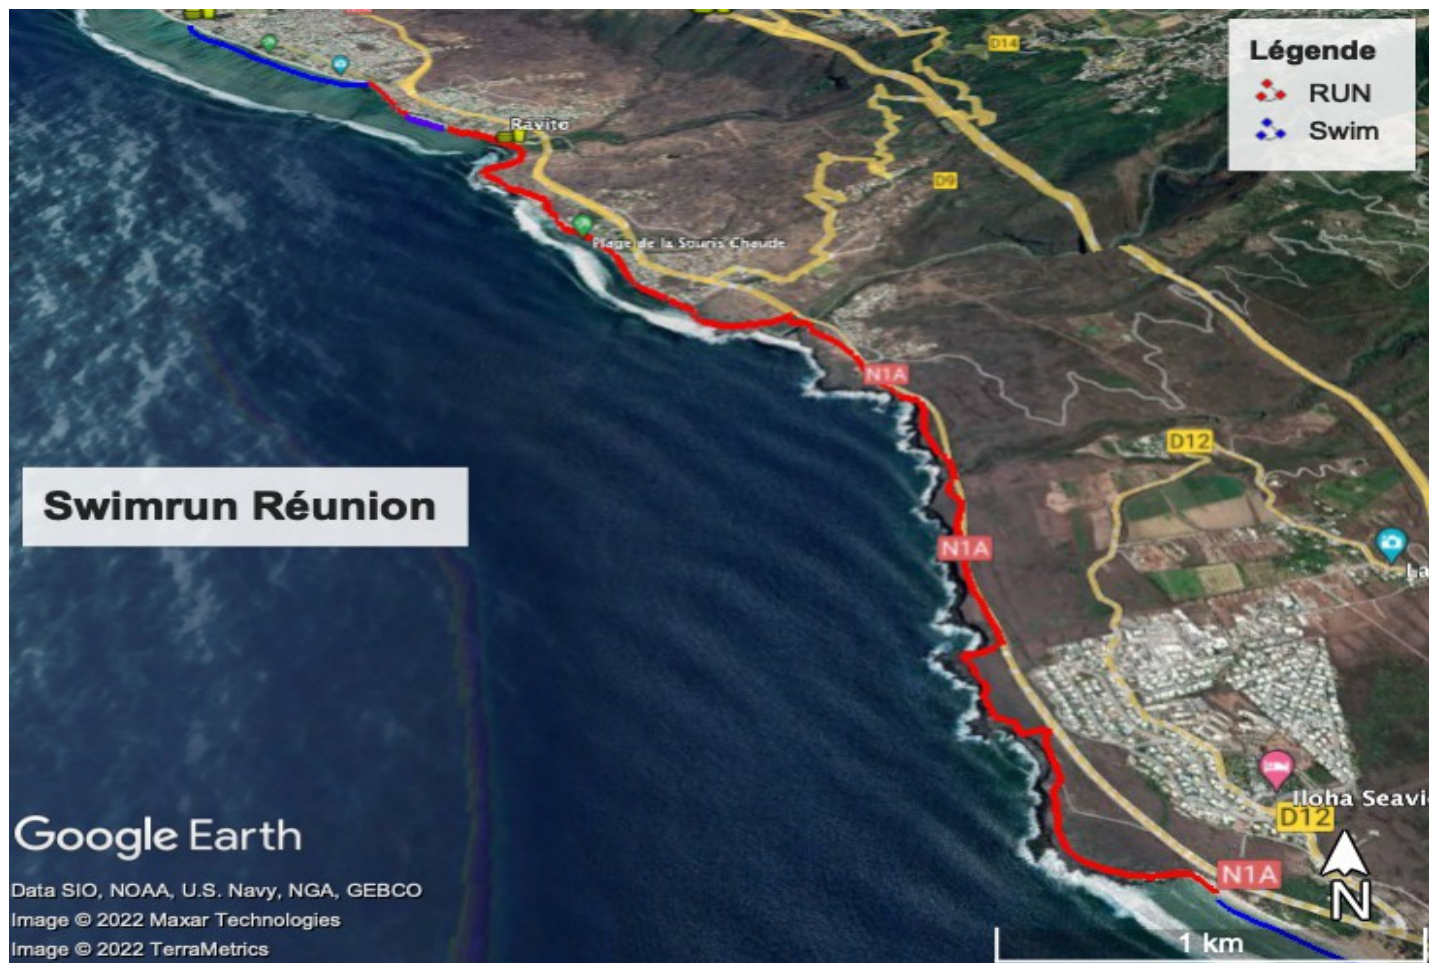 D14
Légende
RUN
Swim
Ravito
D9
Plage de la Souris Chaude
N1A
D12
Swimrun Réunion
N1A
La
Iloha Seavi
D12
Google Earth
N1A
N
Data SIO, NOAA, U.S. Navy, NGA, GEBCO
Image © 2022 Maxar Technologies
Image © 2022 TerraMetrics
1 km